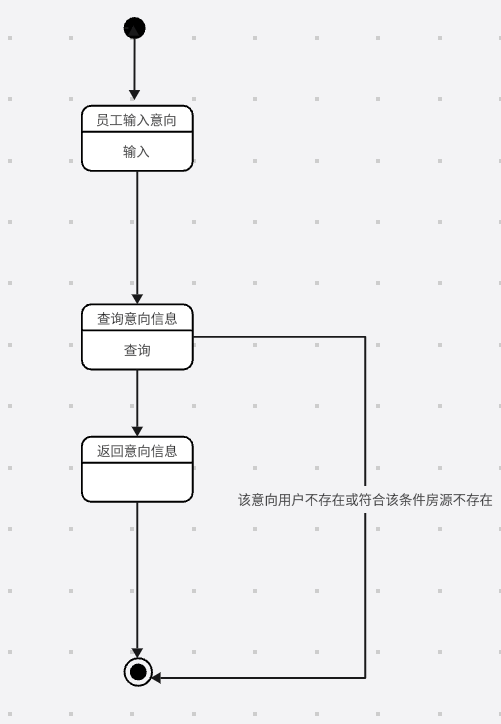 员工输入意向
输入
查询意向信息
查询
返回意向信息
该意向用户不存在或符合该条件房源不存在